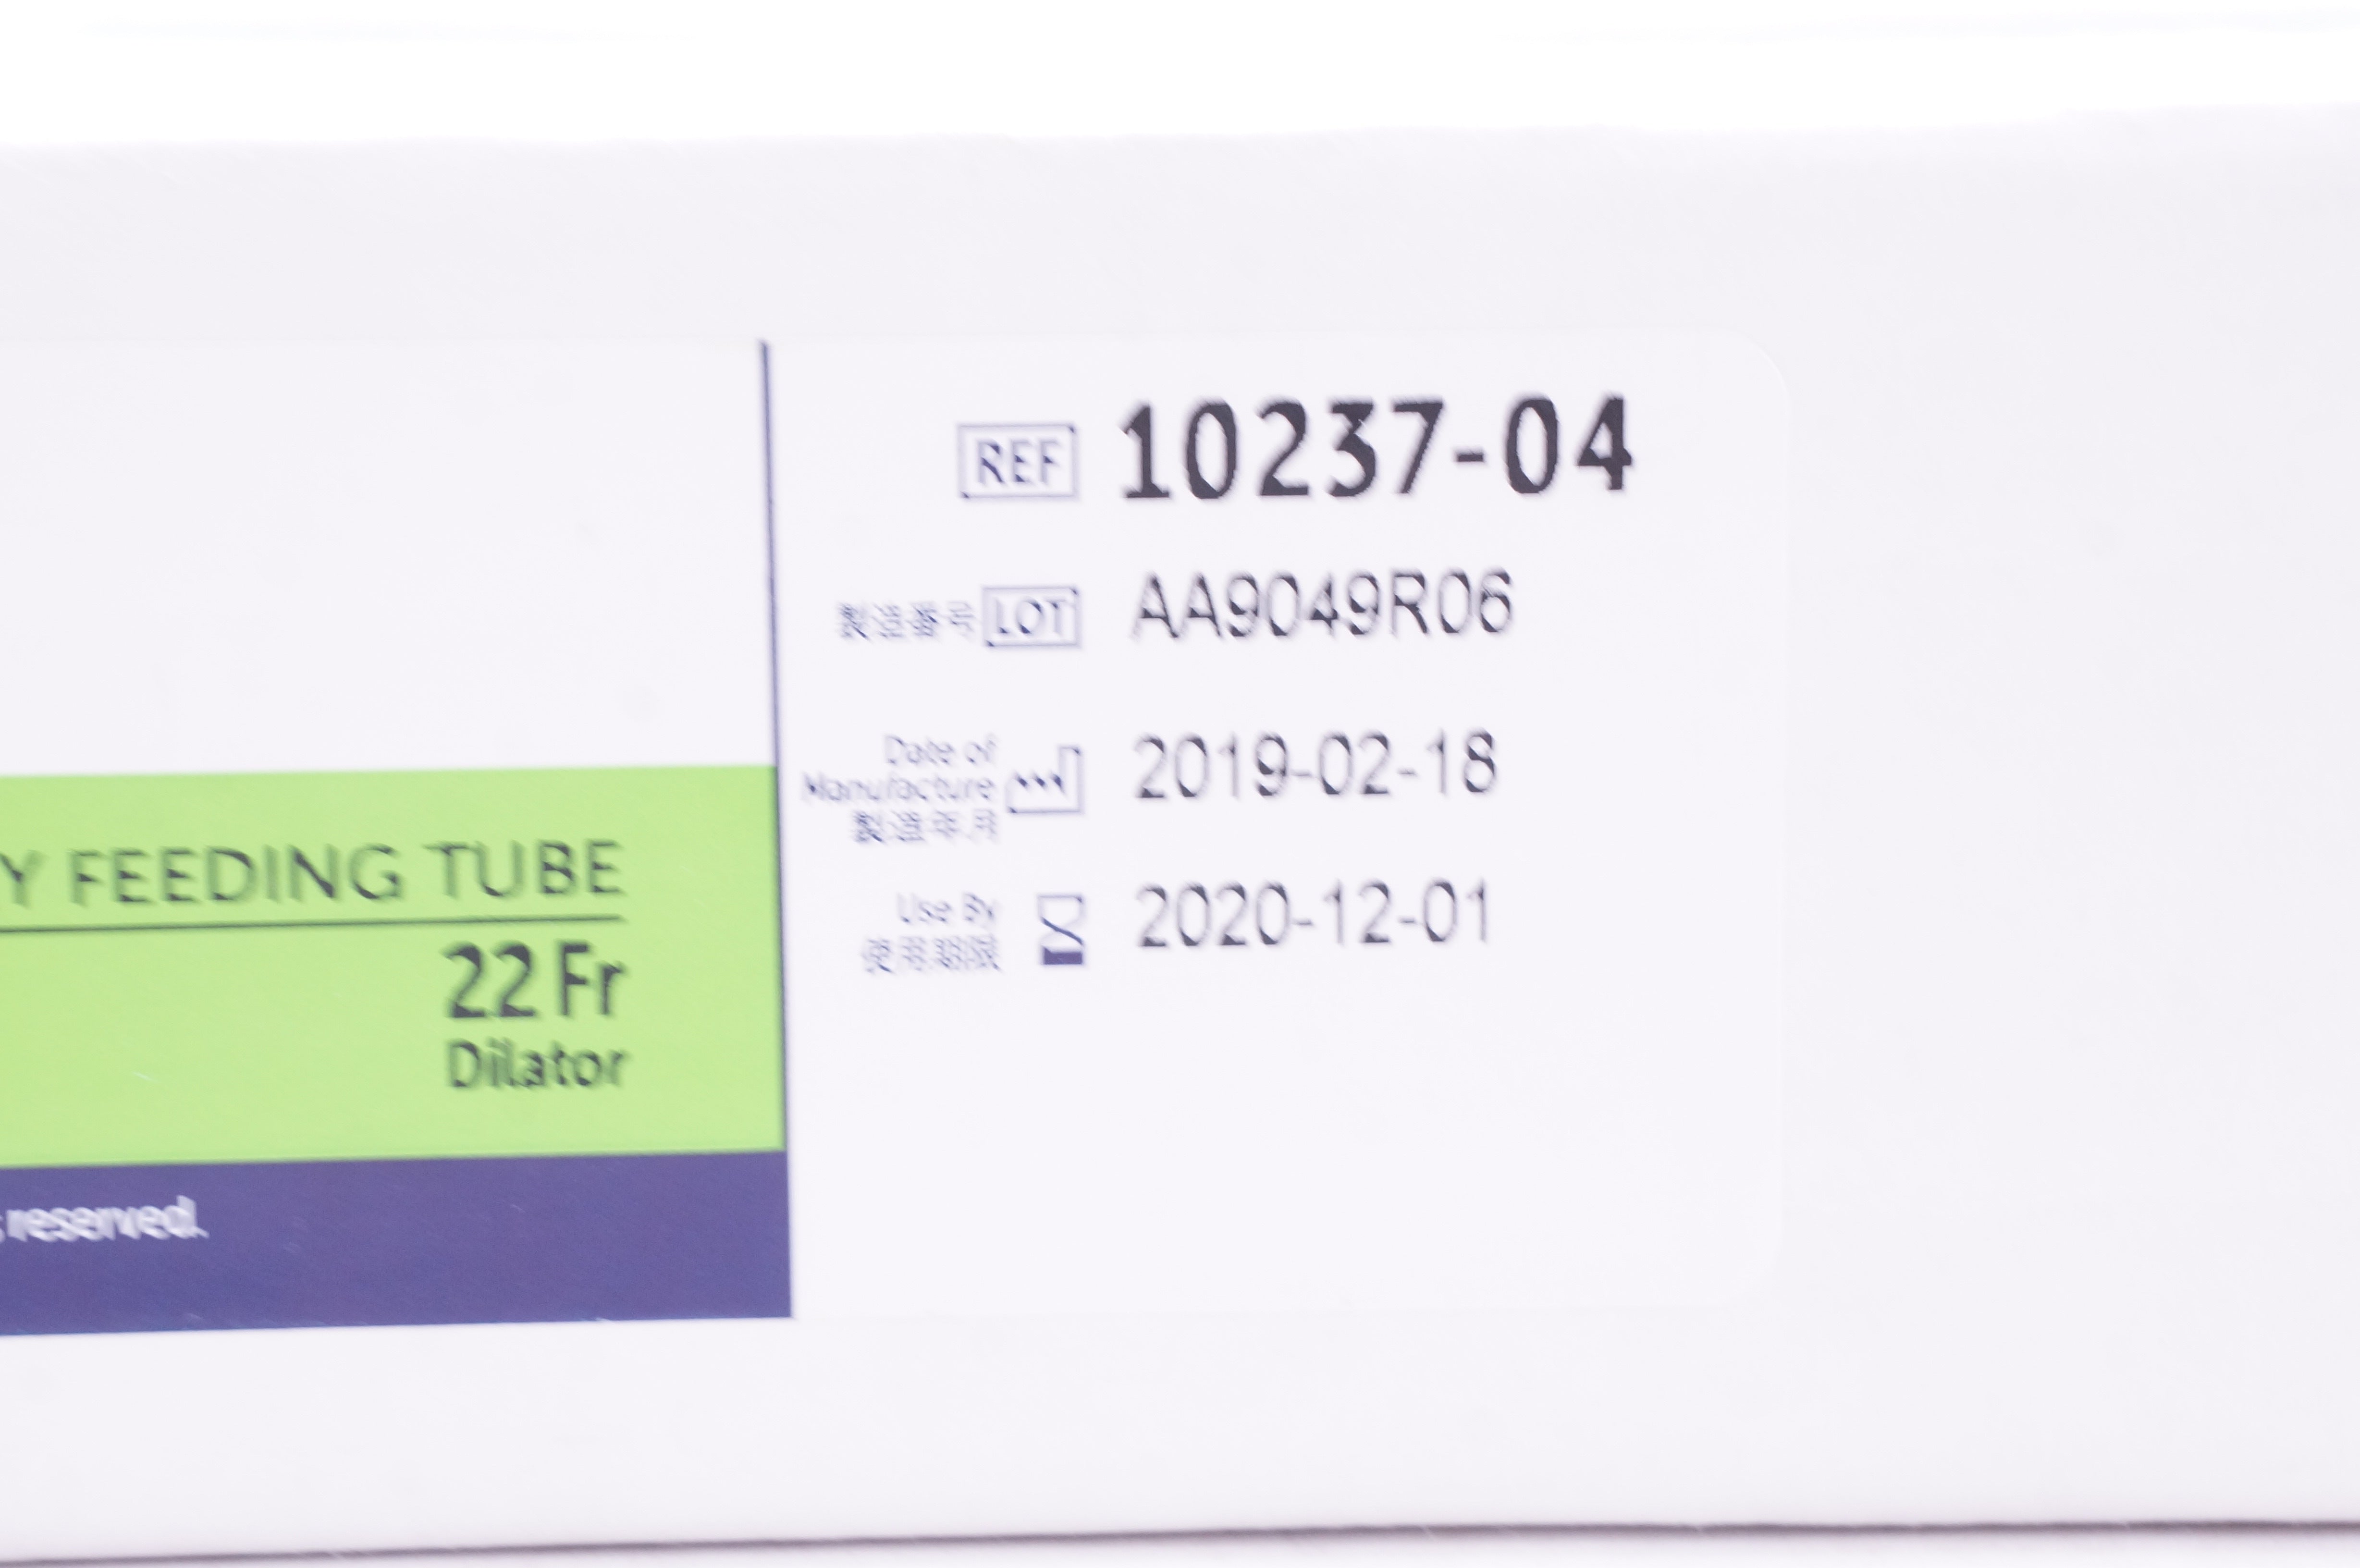 REF 10237-04
製造番号 LOT AA9049R06
Date of
Manufacture 2019-02-18
製造年月
Use By 2020-12-01
使用期限
Y FEEDING TUBE
22 Fr
Dilator
reserved.